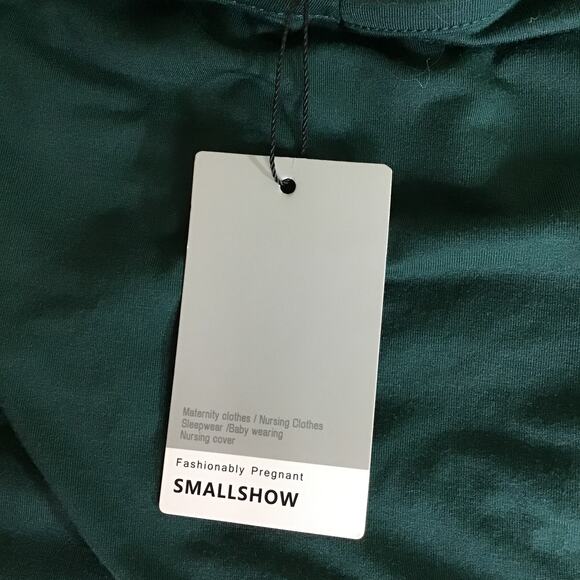 Maternity clothes / Nursing Clothes
Sleepwear /Baby wearing
Nursing cover
Fashionably Pregnant
SMALLSHOW